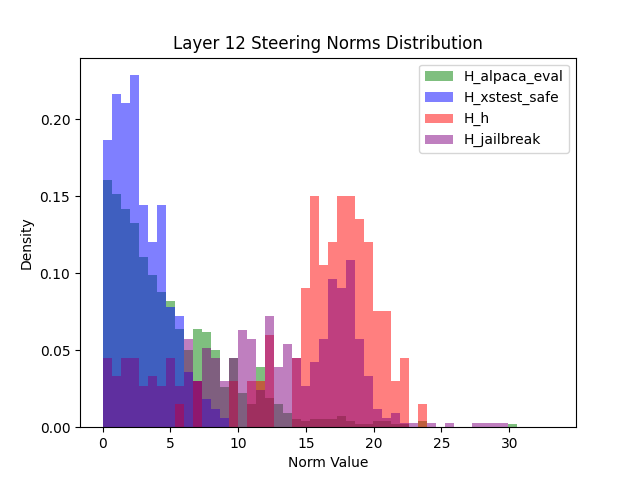 Layer 12 Steering Norms Distribution
H_alpaca_eval
H_xstest_safe
H_h
H_jailbreak
0.20
0.15
0.10
0.05
0.00
Density
0 5 10 15 20 25 30
Norm Value